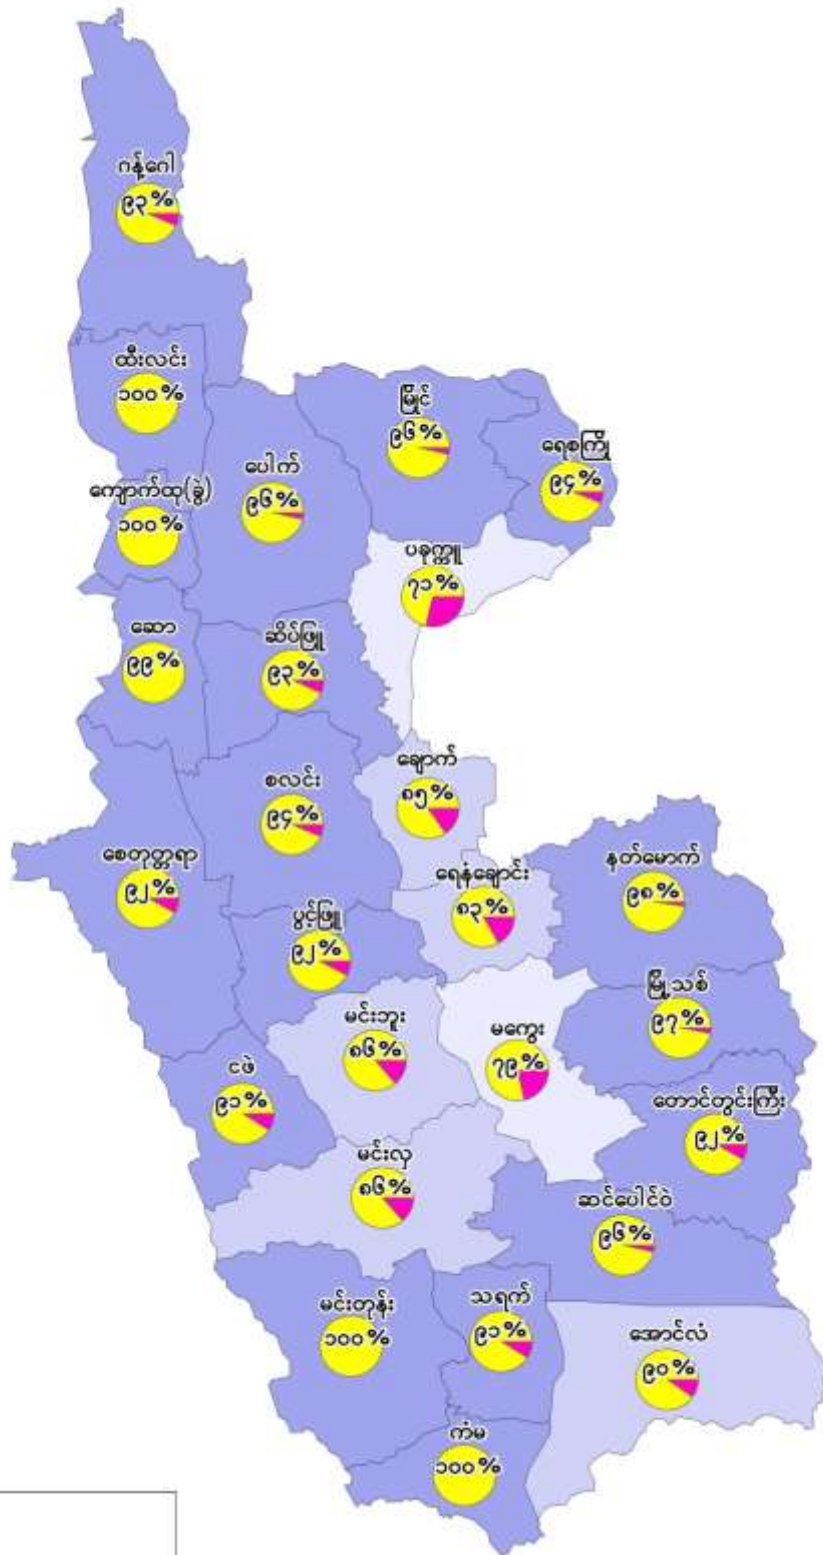 ဂန့်ဂေါ
၉၃%
ထီးလင်း
၁၀၀%
မြိုင်
၉၆%
ရေစကြို
၉၄%
ပေါက်
၉၆%
ကျောက်ထု(ခွဲ)
၁၀၀%
ပခုက္ကူ
၇၁%
ဆော
၉၉%
ဆိပ်ဖြူ
၉၃%
ချောက်
၈၅%
စလင်း
၉၄%
စေတုတ္တရာ
၉၂%
ရေနံချောင်း
၈၃%
နတ်မောက်
၉၈%
ပွင့်ဖြူ
၉၂%
မြို့သစ်
၉၇%
မင်းဘူး
၈၆%
မကွေး
၇၉%
ငဖဲ
၉၁%
တောင်တွင်းကြီး
၉၂%
မင်းလှ
၈၆%
ဆင်ပေါင်ဝဲ
၉၆%
မင်းတုန်း
၁၀၀%
သရက်
၉၁%
အောင်လံ
၉၀%
ကံမ
၁၀၀%